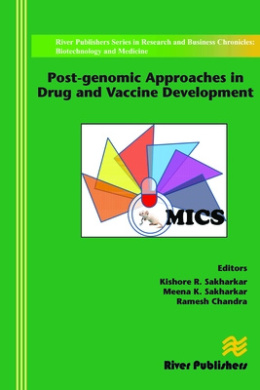 River Publishers Series in Research and Business Chronicles:
Biotechnology and Medicine
Post-genomic Approaches in
Drug and Vaccine Development
MICS
Editors
Kishore R. Sakharkar
Meena K. Sakharkar
Ramesh Chandra
River Publishers